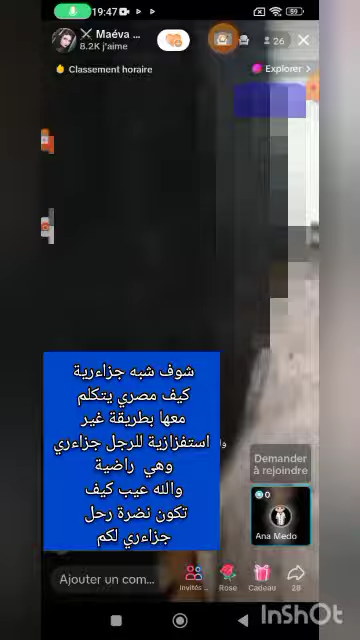 19:47
59
Maéva ...
8.2K j'aime
26
Classement horaire
Explorer >
شوف شبه جزاءرية
كيف مصري يتكلم
معها بطريقة غير
استفزازية للرجل جزاءري
وهي راضية
والله عيب كيف
تكون نضرة رحل
جزاءري لكم
Demander
à rejoindre
0
Ana Medo
Ajouter un com...
Invités
Rose
Cadeau
28
InShOt